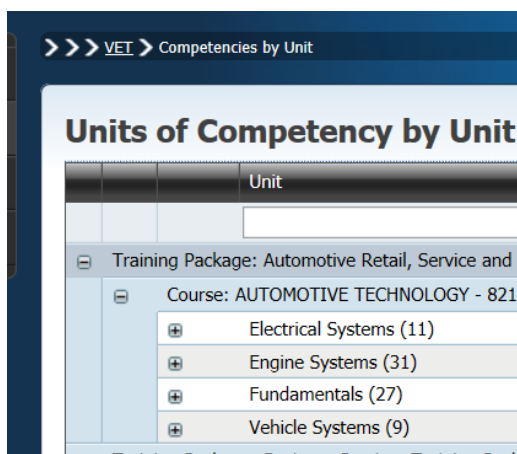 VET Competencies by Unit
Units of Competency by Unit
Unit
Training Package: Automotive Retail, Service and
Course: AUTOMOTIVE TECHNOLOGY - 821
Electrical Systems (11)
Engine Systems (31)
Fundamentals (27)
Vehicle Systems (9)